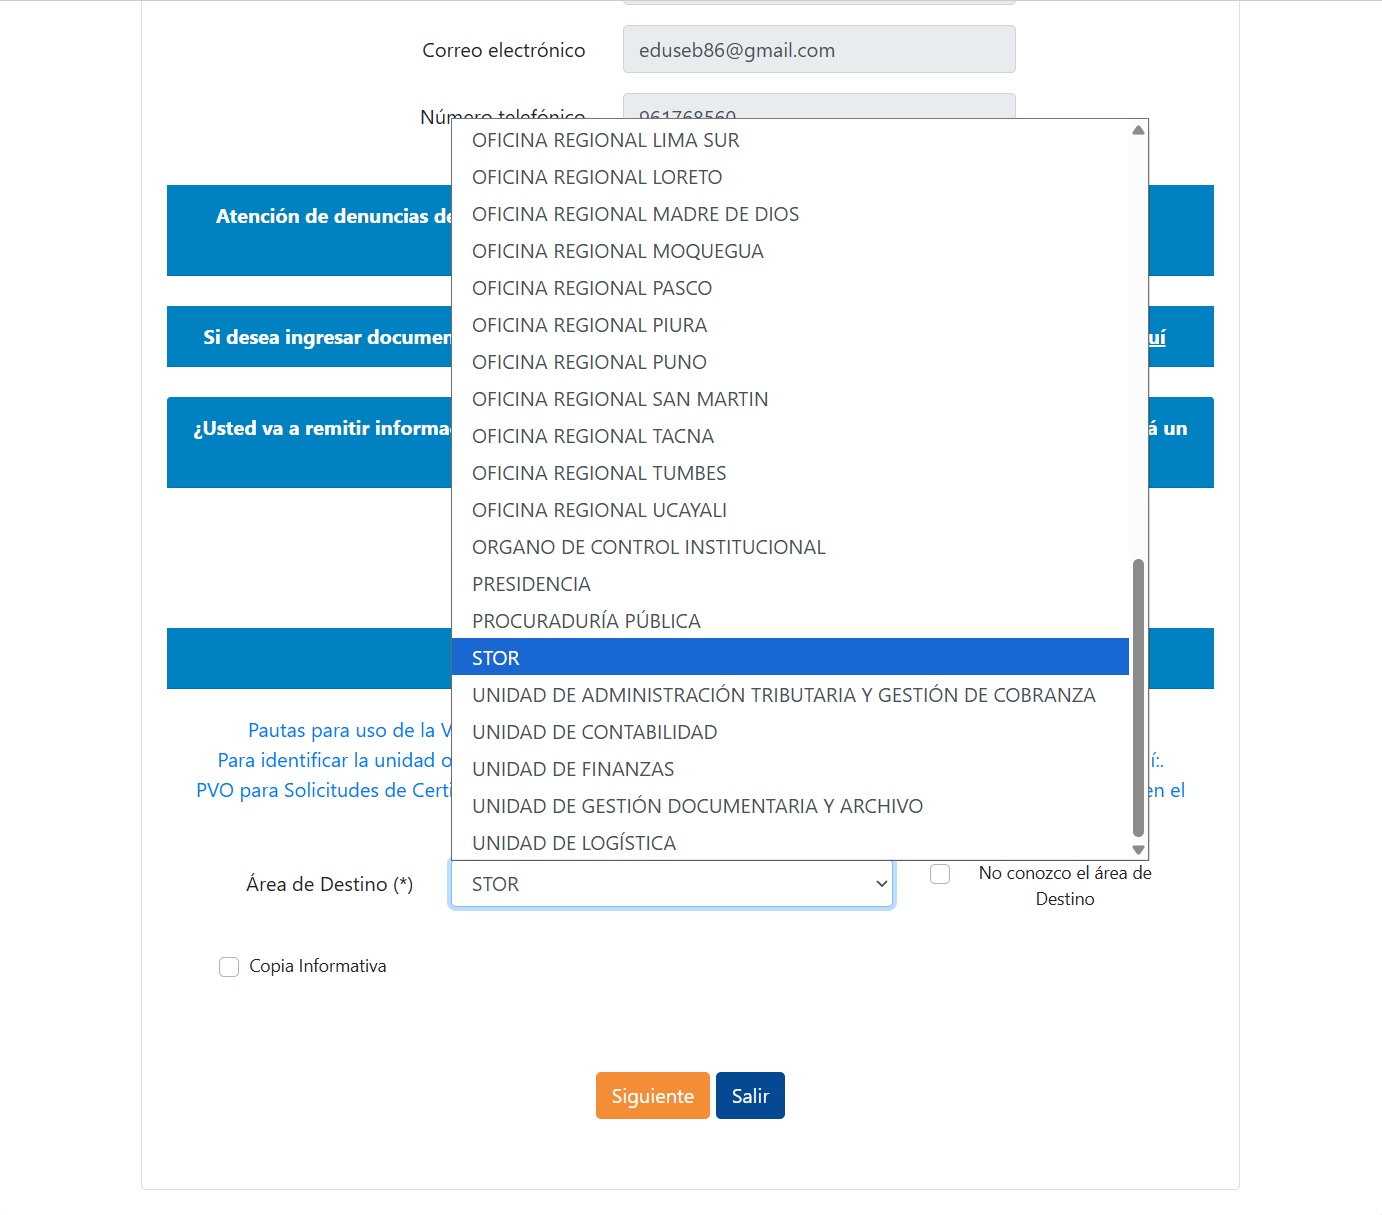 Correo electrónico
eduseb86@gmail.com
Número telefónico
961768560
OFICINA REGIONAL LIMA SUR
OFICINA REGIONAL LORETO
OFICINA REGIONAL MADRE DE DIOS
OFICINA REGIONAL MOQUEGUA
OFICINA REGIONAL PASCO
OFICINA REGIONAL PIURA
OFICINA REGIONAL PUNO
OFICINA REGIONAL SAN MARTIN
OFICINA REGIONAL TACNA
OFICINA REGIONAL TUMBES
OFICINA REGIONAL UCAYALI
ORGANO DE CONTROL INSTITUCIONAL
PRESIDENCIA
PROCURADURÍA PÚBLICA
STOR
UNIDAD DE ADMINISTRACIÓN TRIBUTARIA Y GESTIÓN DE COBRANZA
UNIDAD DE CONTABILIDAD
UNIDAD DE FINANZAS
UNIDAD DE GESTIÓN DOCUMENTARIA Y ARCHIVO
UNIDAD DE LOGÍSTICA
Atención de denuncias de
Si desea ingresar documen
uí
¿Usted va a remitir informa
á un
Pautas para uso de la V
Para identificar la unidad o
í:.
PVO para Solicitudes de Certi
en el
Área de Destino (*)
STOR
No conozco el área de
Destino
Copia Informativa
Siguiente
Salir